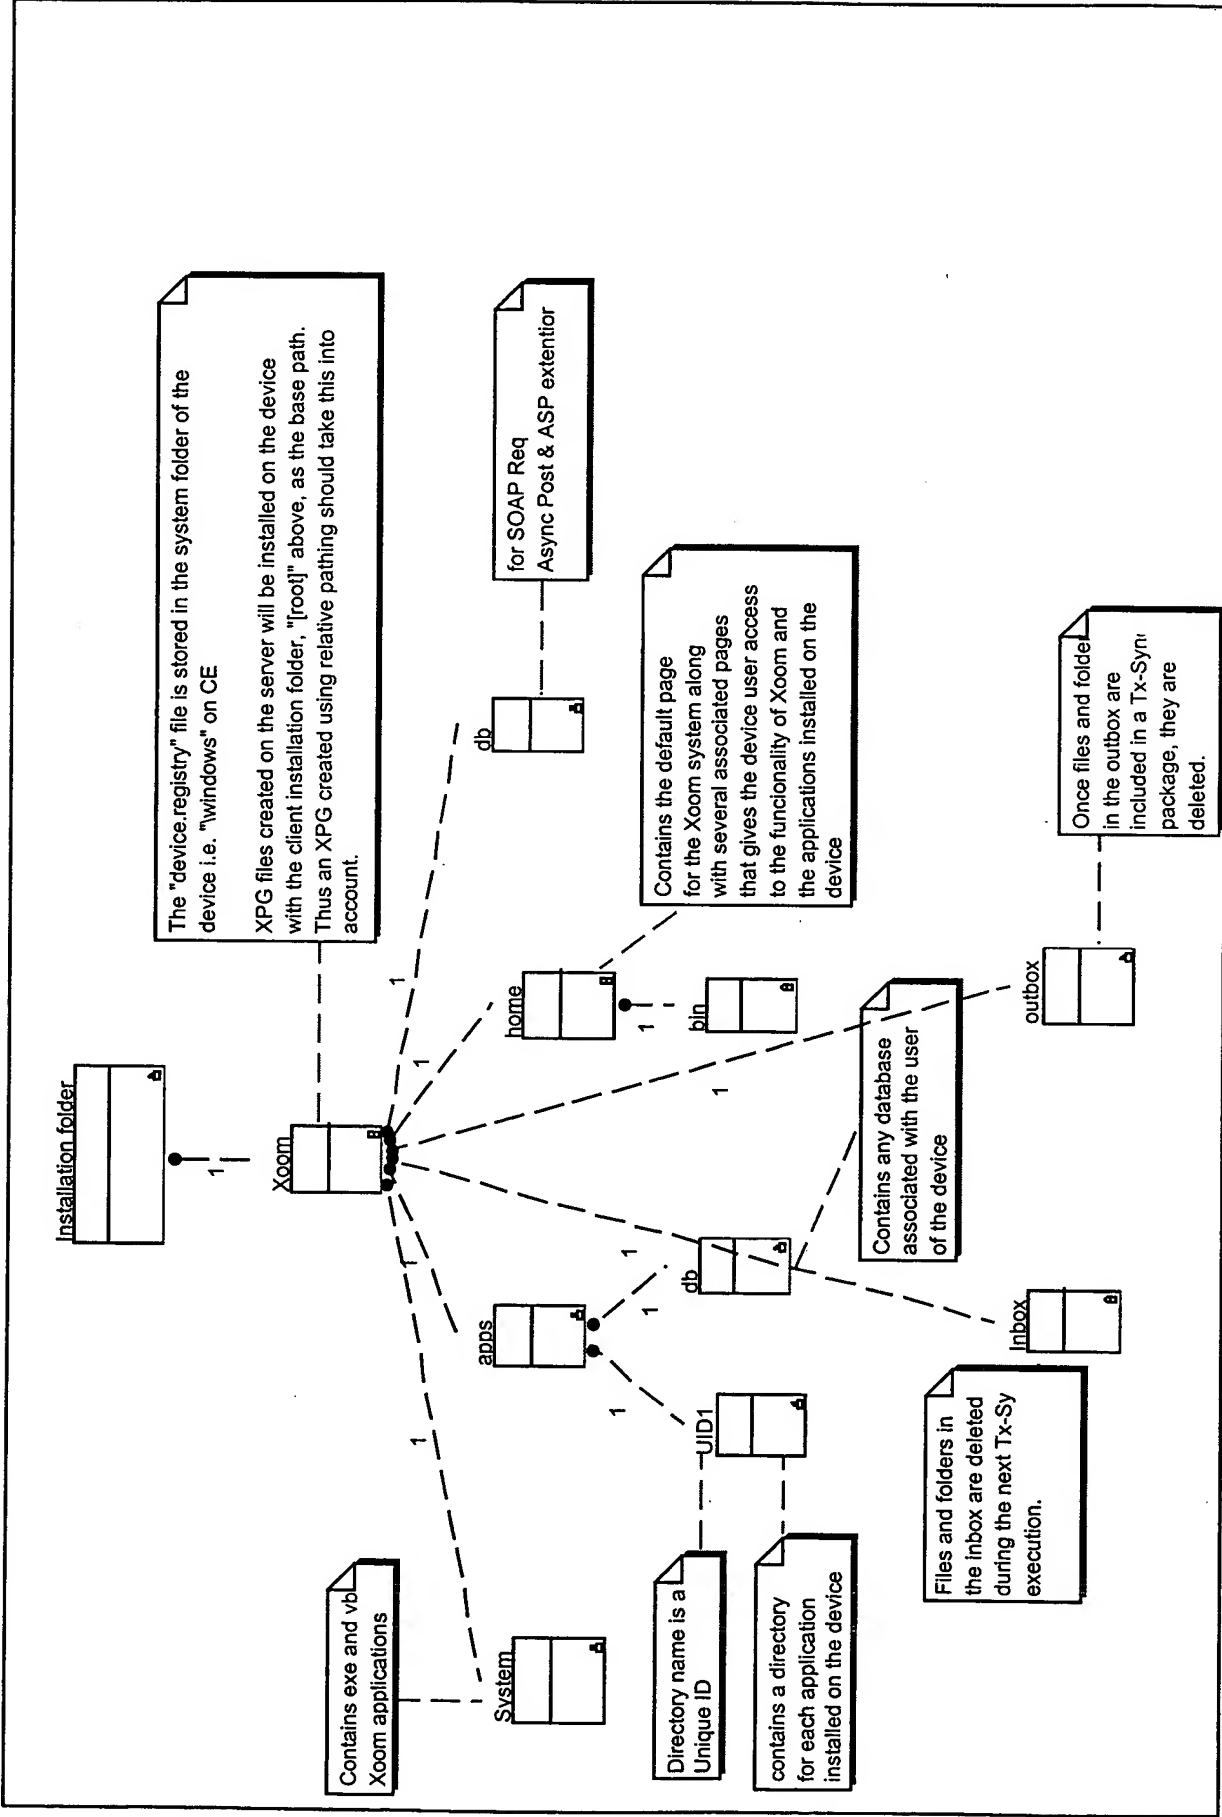 Installation folder
1
Xoom
The "device.registry" file is stored in the system folder of the
device i.e. "\windows" on CE
XPG files created on the server will be installed on the device
with the client installation folder, "[root]" above, as the base path.
Thus an XPG created using relative pathing should take this into
account.
Contains exe and vb
Xoom applications
1
1
1
1
1
1
System
apps
home
db
for SOAP Req
Async Post & ASP extentior
Directory name is a
Unique ID
contains a directory
for each application
installed on the device
1
UID1
1
db
1
bin
Contains the default page
for the Xoom system along
with several associated pages
that gives the device user access
to the funcionality of Xoom and
the applications installed on the
device
Contains any database
associated with the user
of the device
Files and folders in
the inbox are deleted
during the next Tx-Sy
execution.
Inbox
outbox
Once files and folder
in the outbox are
included in a Tx-Syn
package, they are
deleted.